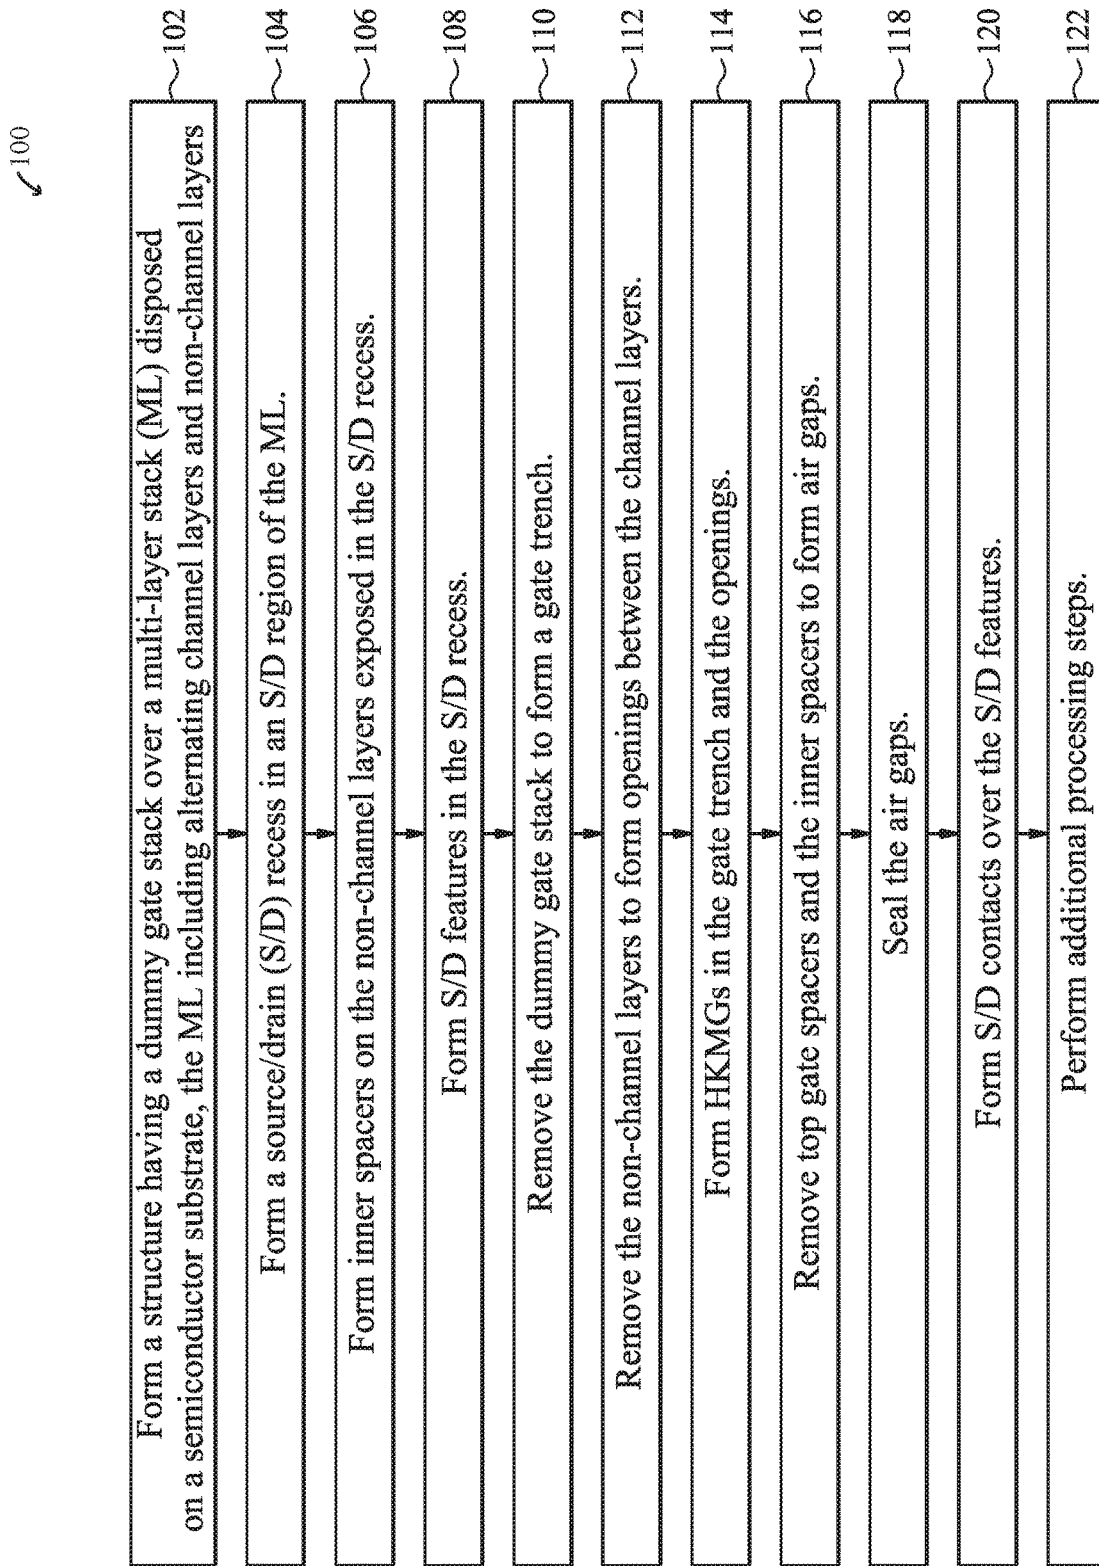 100
Form a structure having a dummy gate stack over a multi-layer stack (ML) disposed
on a semiconductor substrate, the ML including alternating channel layers and non-channel layers
102
Form a source/drain (S/D) recess in an S/D region of the ML.
104
Form inner spacers on the non-channel layers exposed in the S/D recess.
106
Form S/D features in the S/D recess.
108
Remove the dummy gate stack to form a gate trench.
110
Remove the non-channel layers to form openings between the channel layers.
112
Form HKMGs in the gate trench and the openings.
114
Remove top gate spacers and the inner spacers to form air gaps.
116
Seal the air gaps.
118
Form S/D contacts over the S/D features.
120
Perform additional processing steps.
122